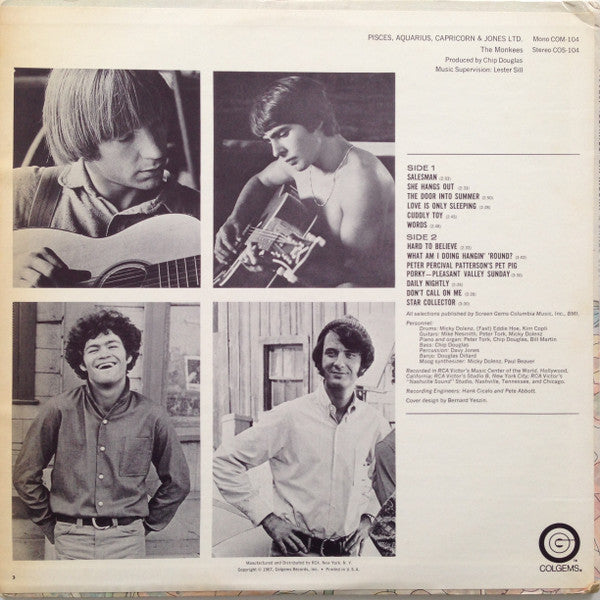 PISCES, AQUARIUS, CAPRICORN & JONES LTD. Mono COM-104
The Monkees Stereo COS-104
Produced by Chip Douglas
Music Supervision: Lester Sill
SIDE 1
SALESMAN
SHE HANGS OUT
THE DOOR INTO SUMMER
LOVE IS ONLY SLEEPING
CUDDLY TOY
WORDS
SIDE 2
HARD TO BELIEVE
WHAT AM I DOING HANGIN' 'ROUND?
PETER PERCIVAL PATTERSON'S PET PIG
PORKY—PLEASANT VALLEY SUNDAY
DAILY NIGHTLY
DON'T CALL ON ME
STAR COLLECTOR
All selections published by Screen Gems Columbia Music, Inc., BMI.
Personnel:
Drums: Micky Dolenz, (Fast) Eddie Hoe, Kim Capli
Guitars: Mike Nesmith, Peter Tork, Micky Dolenz
Piano and organ: Peter Tork, Chip Douglas, Bill Martin
Bass: Chip Douglas
Percussion: Davy Jones
Banjo: Douglas Dillard
Moog synthesizer: Micky Dolenz, Paul Beaver
Recorded in RCA Victor's Music Center of the World, Hollywood,
California; RCA Victor's Studio B, New York City; RCA Victor's
"Nashville Sound" Studio, Nashville, Tennessee, and Chicago.
Recording Engineers: Hank Cicalo and Pete Abbott.
Cover design by Bernard Yeszin.
Manufactured and Distributed by RCA, New York, N. Y.
Copyright © 1967, Colgems Records, Inc. • Printed in U.S.A.
COLGEMS